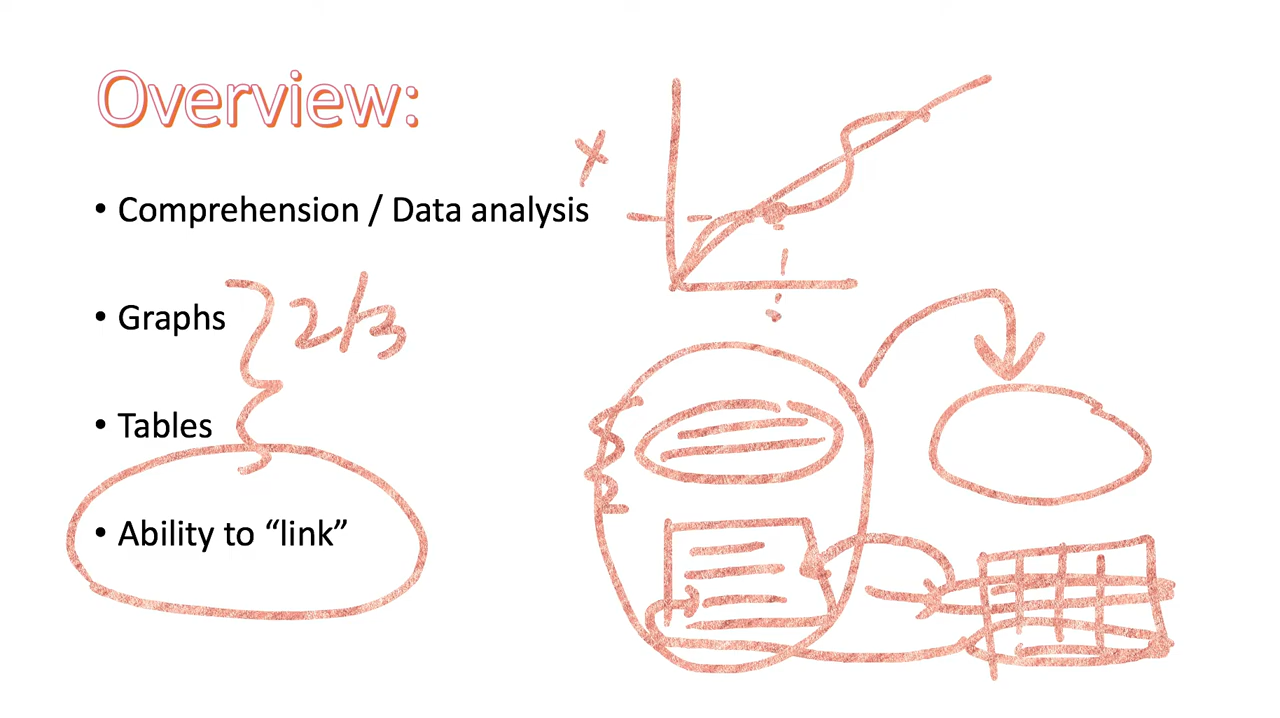 Overview:
• Comprehension / Data analysis
• Graphs
2/3
• Tables
• Ability to “link”